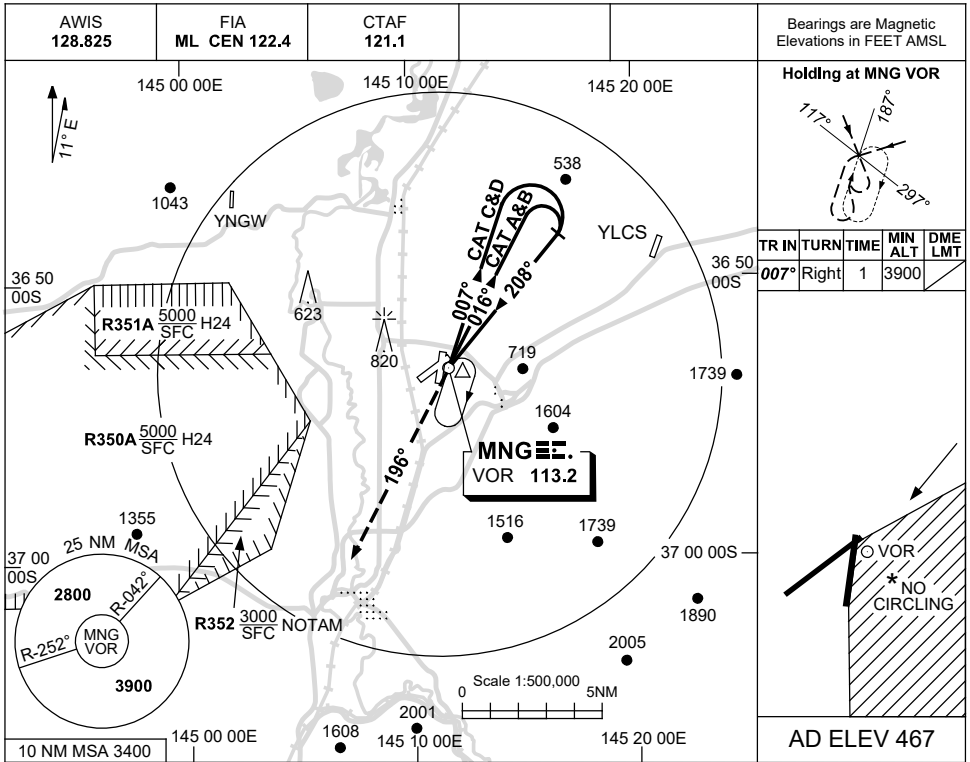 AWIS
128.825
FIA
ML CEN 122.4
CTAF
121.1
Bearings are Magnetic
Elevations in FEET AMSL
145 00 00E
145 10 00E
145 20 00E
11° E
1043
YNGW
538
YLCS
CAT C&D
CAT A&B
007°
016°
208°
36 50
00S
36 50
00S
R351A 5000
SFC H24
623
820
719
1739
R350A 5000
SFC H24
1604
MNG
VOR 113.2
196°
1355
1516
1739
37 00
00S
37 00 00S
25 NM MSA
2800
R-042°
MNG
VOR
R-252°
3900
R352 3000
SFC NOTAM
1890
2005
Scale 1:500,000
0
5NM
2001
1608
145 00 00E
145 10 00E
145 20 00E
10 NM MSA 3400
Holding at MNG VOR
117°
187°
297°
TR IN TURN TIME MIN ALT DME LMT
007° Right 1 3900
VOR
* NO
CIRCLING
AD ELEV 467